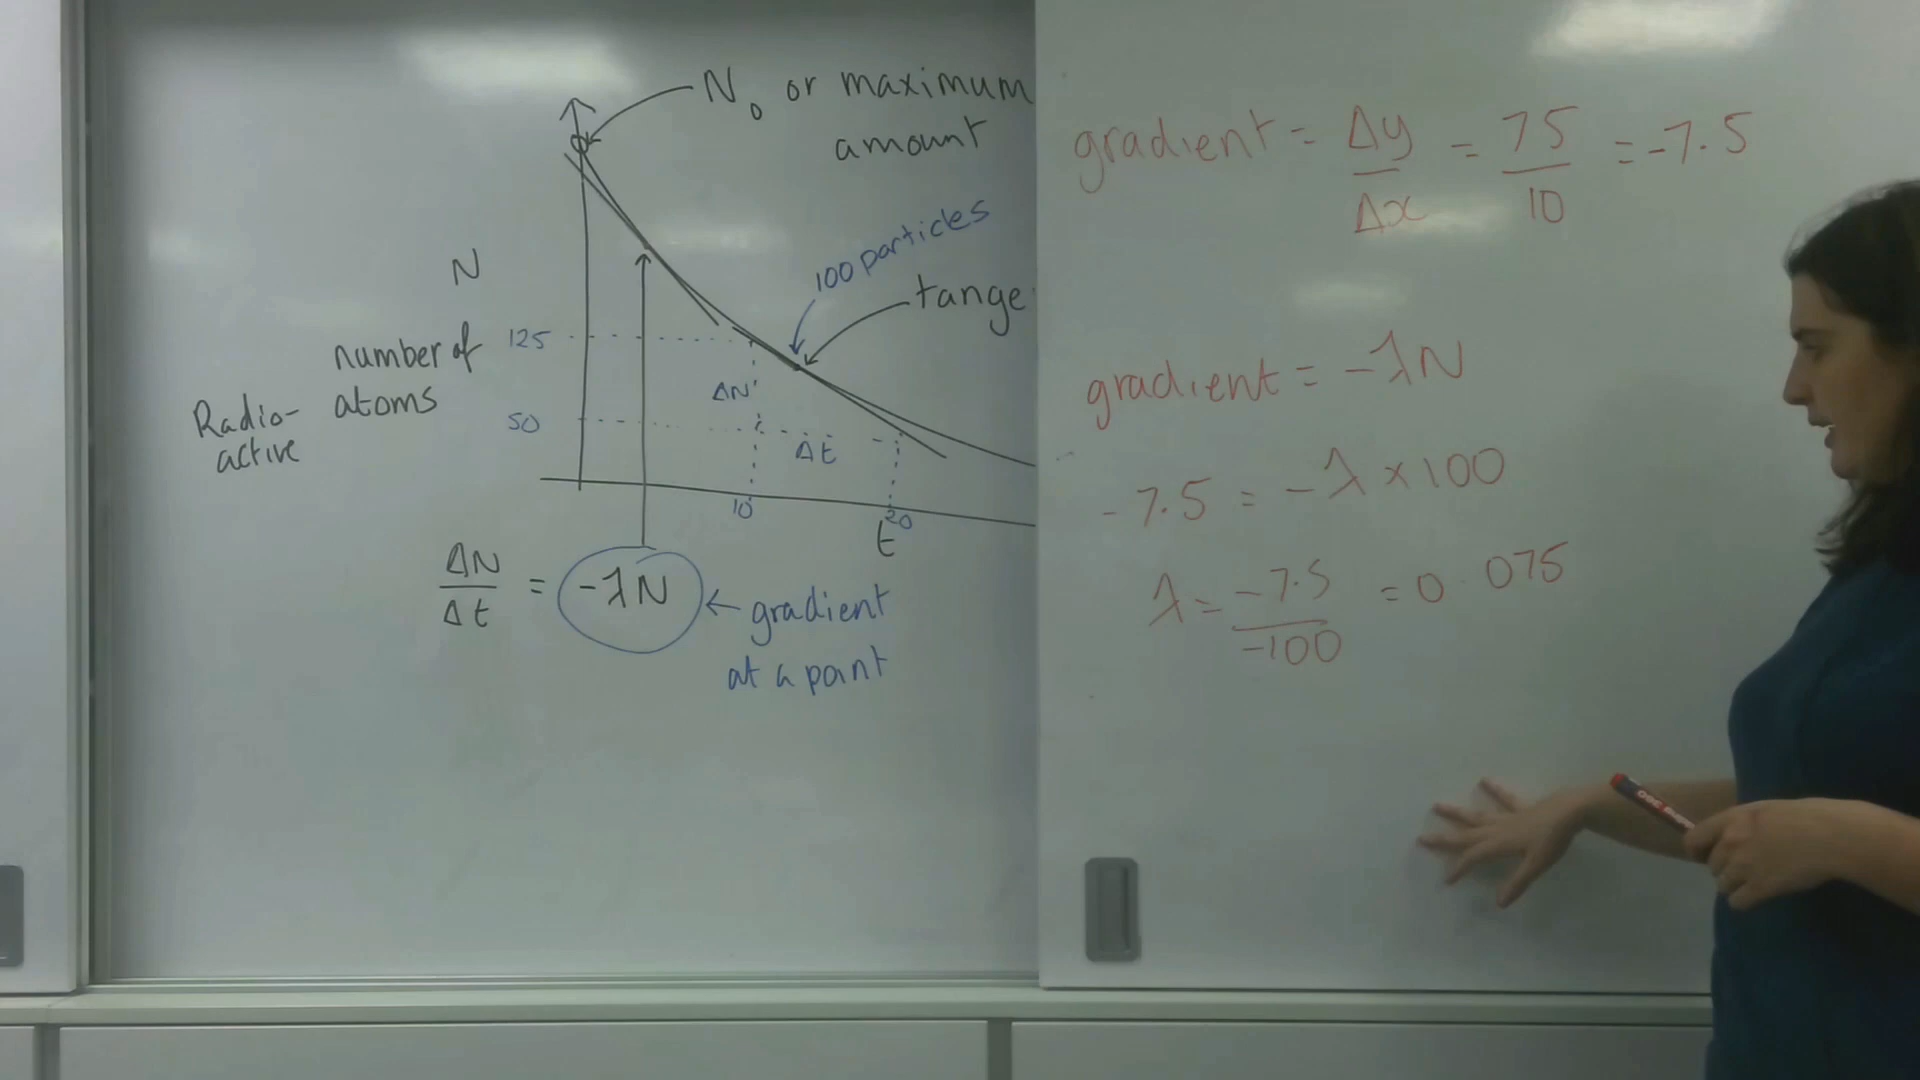 N₀ or maximum
amount
100 particles
tange
N
number of
atoms
Radio-
active
125
50
ΔN
Δt
10
20
t
ΔN/Δt = -λN ← gradient
at a point
gradient = Δy/Δx = 75/10 = -7.5
gradient = -λN
-7.5 = -λ × 100
λ = -7.5/-100 = 0.075